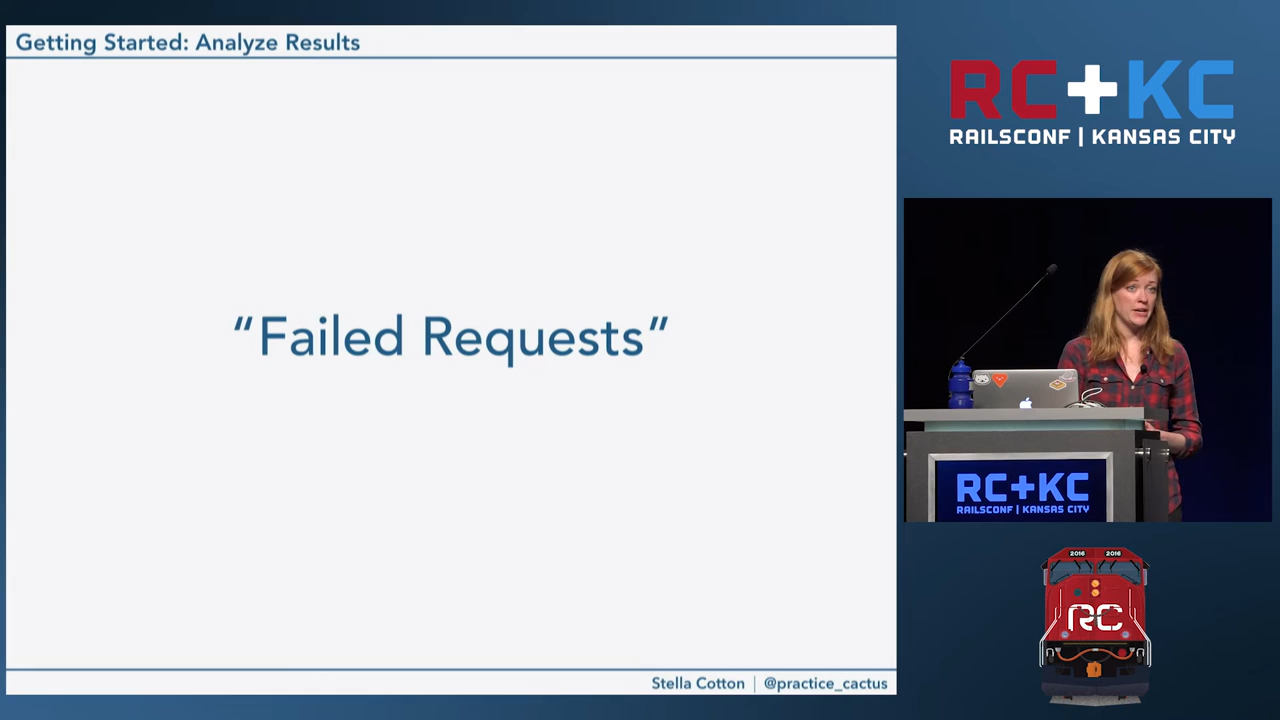 Getting Started: Analyze Results
“Failed Requests”
Stella Cotton | @practice_cactus
RC+KC
RAILSCONF | KANSAS CITY
RC+KC
RAILSCONF | KANSAS CITY
2016 2016
RC